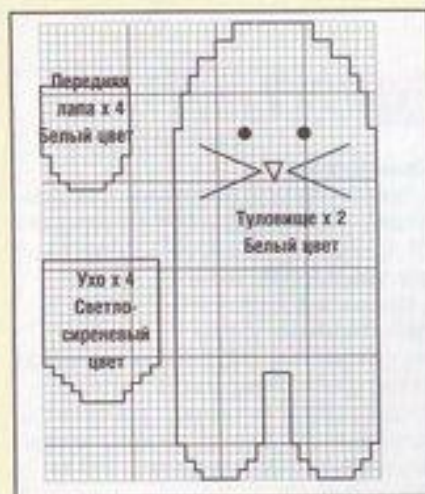 Передняя
лапа x 4
Белый цвет
Туловище x 2
Белый цвет
Ухо x 4
Светло-
сиреневый
цвет